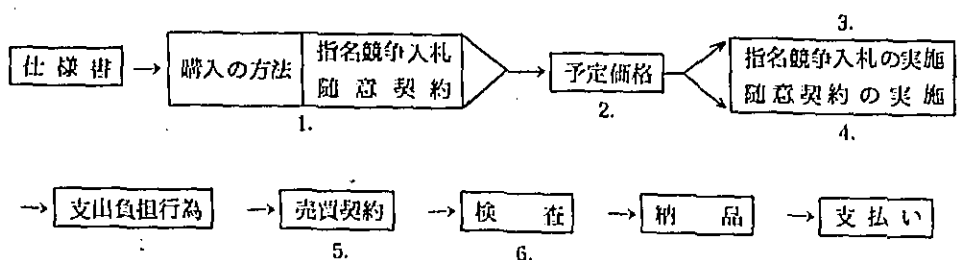 3.
仕様書 → 購入の方法 指名競争入札 随意契約 → 予定価格 指名競争入札の実施 随意契約の実施
1. 2. 4.
→ 支出負担行為 → 売買契約 → 検査 → 納品 → 支払い
5. 6.